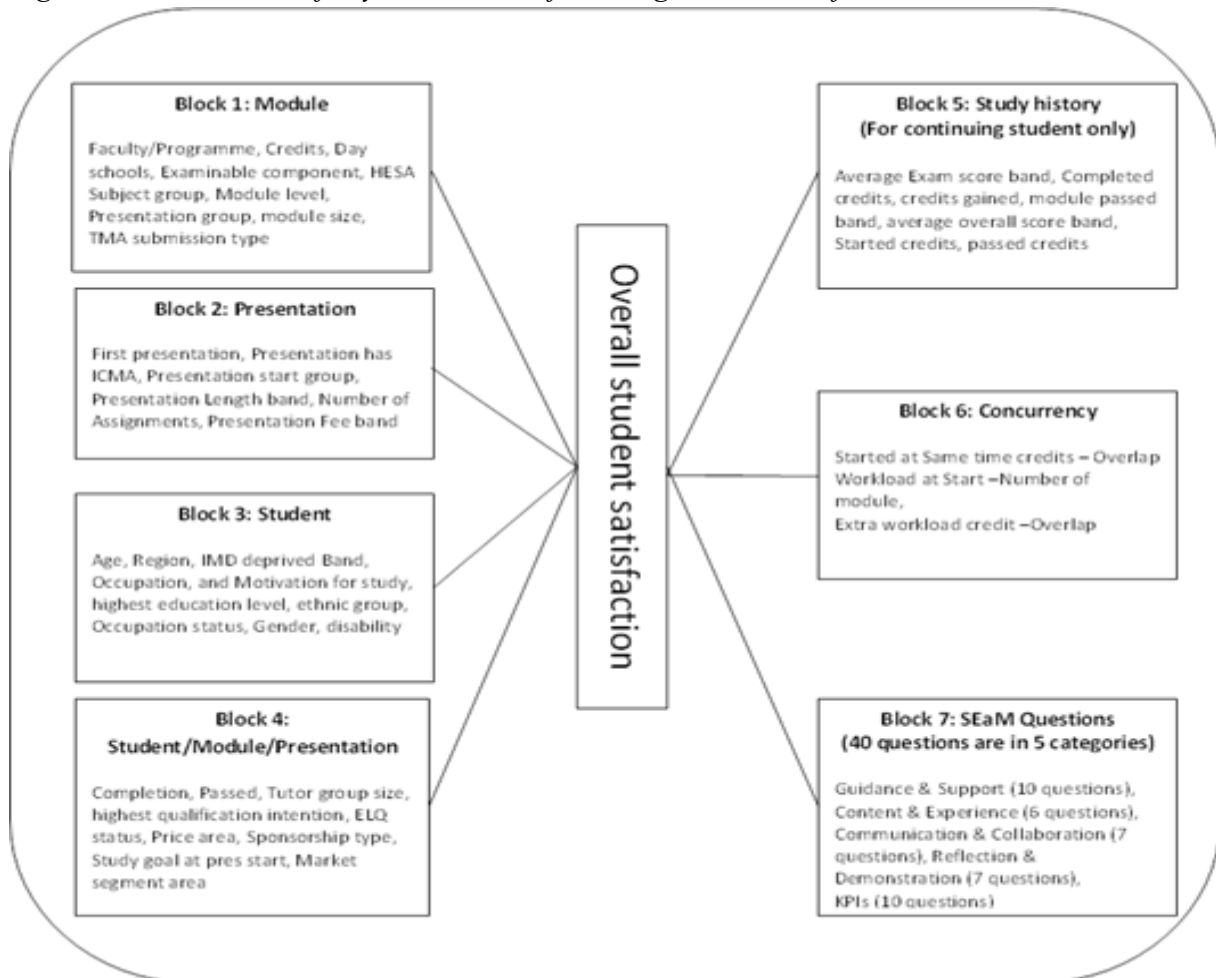 Block 1: Module
Faculty/Programme, Credits, Day
schools, Examinable component, HESA
Subject group, Module level,
Presentation group, module size,
TMA submission type
Block 2: Presentation
First presentation, Presentation has
ICMA, Presentation start group,
Presentation Length band, Number of
Assignments, Presentation Fee band
Block 3: Student
Age, Region, IMD deprived Band,
Occupation, and Motivation for study,
highest education level, ethnic group,
Occupation status, Gender, disability
Block 4:
Student/Module/Presentation
Completion, Passed, Tutor group size,
highest qualification intention, ELQ
status, Price area, Sponsorship type,
Study goal at pres start, Market
segment area
Overall student satisfaction
Block 5: Study history
(For continuing student only)
Average Exam score band, Completed
credits, credits gained, module passed
band, average overall score band,
Started credits, passed credits
Block 6: Concurrency
Started at Same time credits – Overlap
Workload at Start –Number of
module,
Extra workload credit –Overlap
Block 7: SEaM Questions
(40 questions are in 5 categories)
Guidance & Support (10 questions),
Content & Experience (6 questions),
Communication & Collaboration (7
questions), Reflection &
Demonstration (7 questions),
KPIs (10 questions)